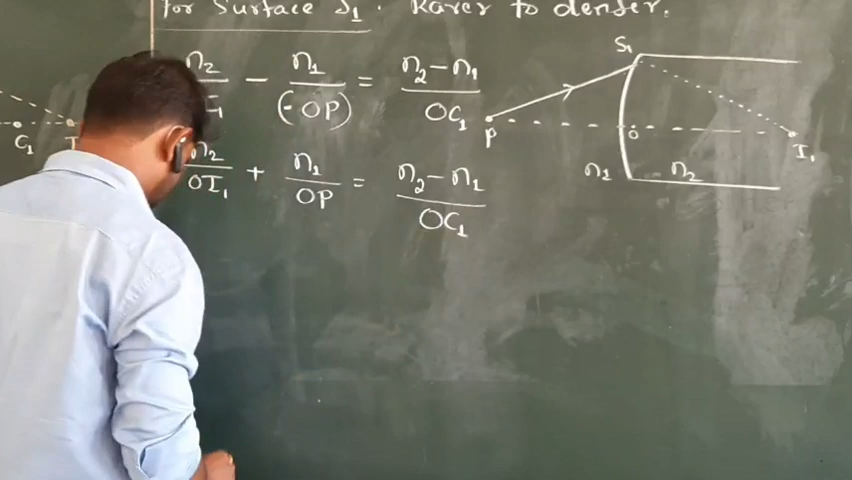 for Surface S₁. Rarer to denser.
n₂ − n₁/(-OP) = (n₂−n₁)/OC₁
n₂/OI₁ + n₁/OP = (n₂−n₁)/OC₁
S₁
P
O
I₁
n₁ n₂
C₁